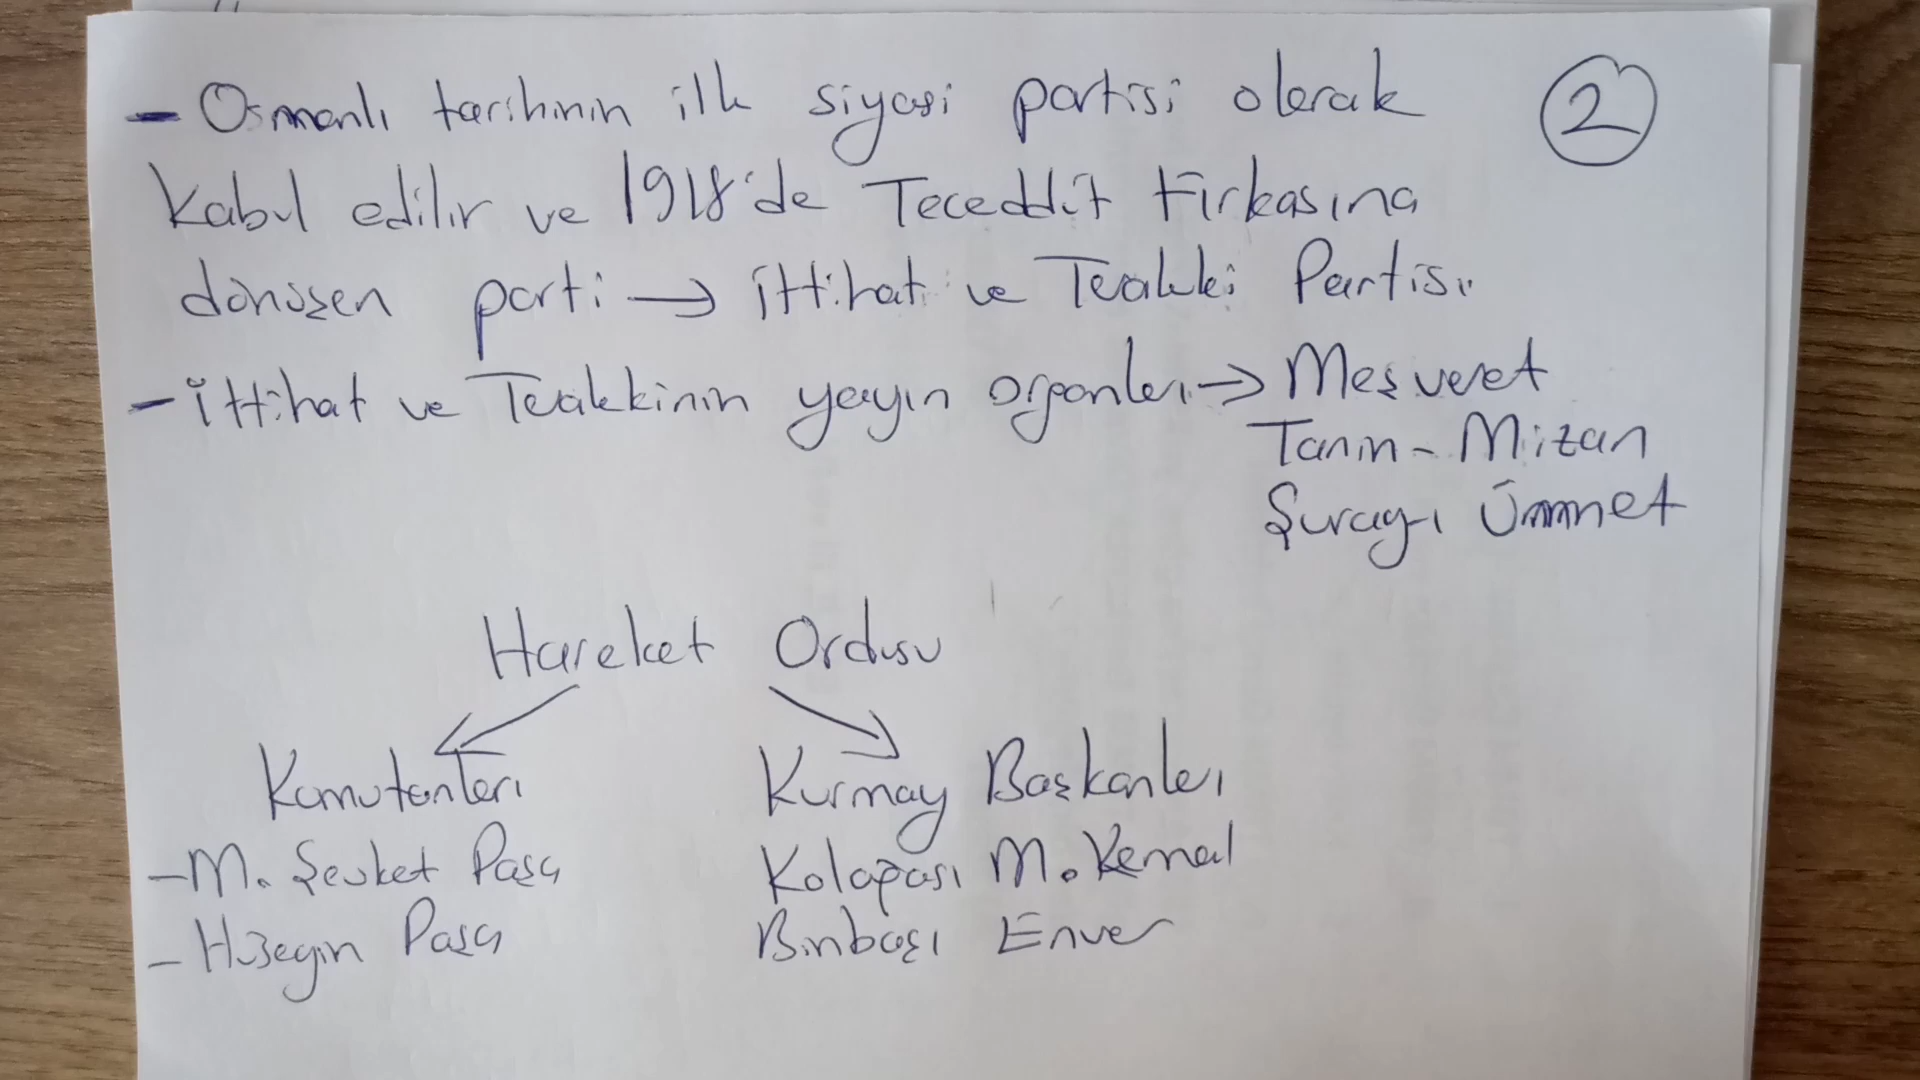 - Osmanlı tarihinin ilk siyasi partisi olarak
2
kabul edilir ve 1918'de Teceddüt Fırkasına
dönüşen parti → İttihat ve Terakki Partisi
- İttihat ve Terakkinin yayın organları → Meşveret
Tanin - Mizan
Şurayı Ümmet
Hareket Ordusu
Komutanları
Kurmay Başkanları
- M. Şevket Paşa
Kolağası M. Kemal
- Hüseyin Paşa
Binbaşı Enver